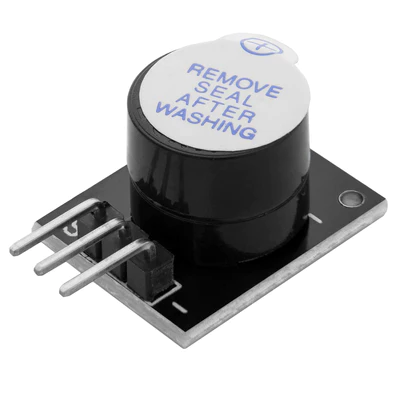 +
REMOVE
SEAL
AFTER
WASHING
S
-